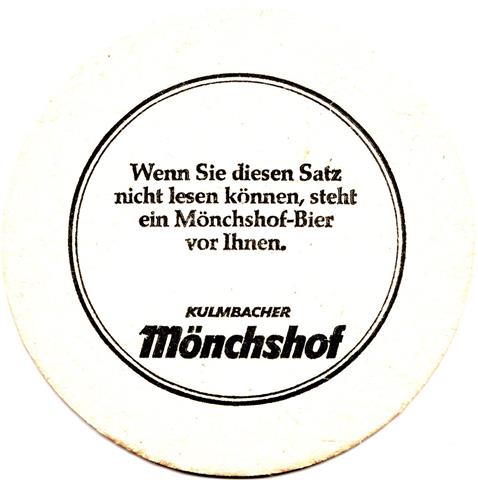 Wenn Sie diesen Satz
nicht lesen können, steht
ein Mönchshof-Bier
vor Ihnen.
KULMBACHER
Mönchshof